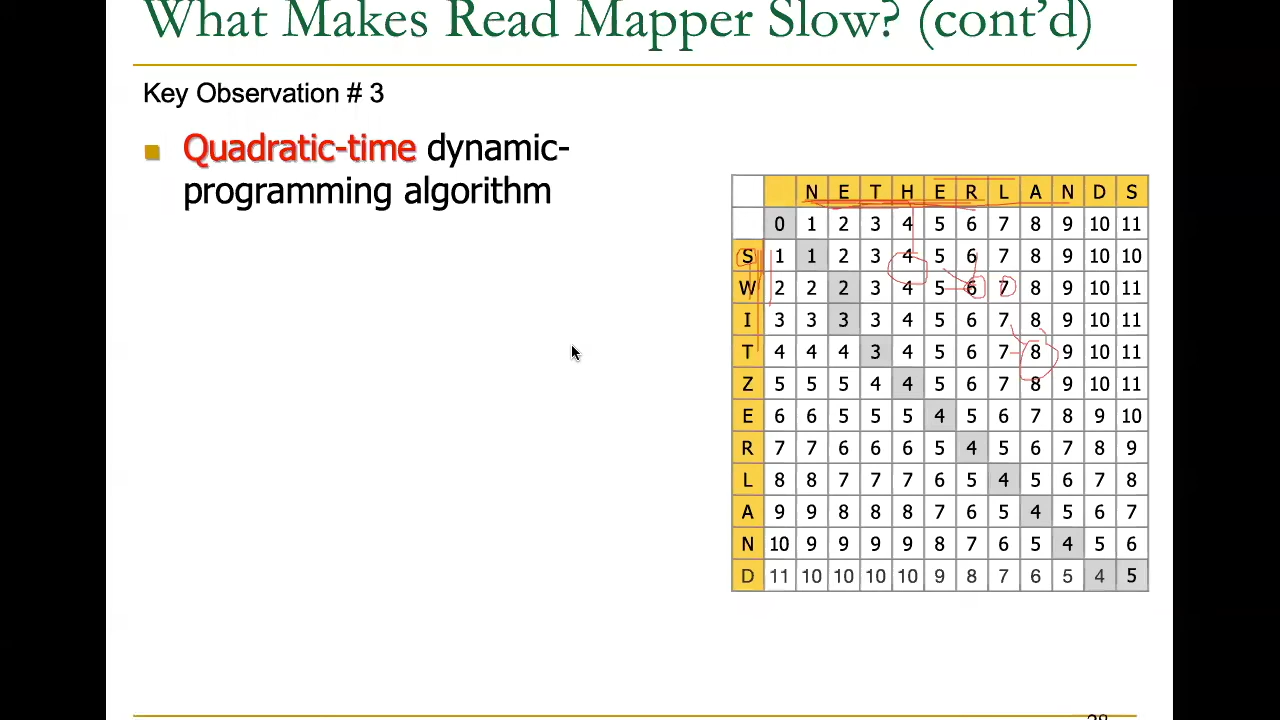 What Makes Read Mapper Slow? (cont’d)
Key Observation # 3
Quadratic-time dynamic-
programming algorithm
N E T H E R L A N D S
0 1 2 3 4 5 6 7 8 9 10 11
S 1 1 2 3 4 5 6 7 8 9 10 10
W 2 2 2 3 4 5 6 7 8 9 10 11
I 3 3 3 3 4 5 6 7 8 9 10 11
T 4 4 4 3 4 5 6 7 8 9 10 11
Z 5 5 5 4 4 5 6 7 8 9 10 11
E 6 6 5 5 5 4 5 6 7 8 9 10
R 7 7 6 6 6 5 4 5 6 7 8 9
L 8 8 7 7 7 6 5 4 5 6 7 8
A 9 9 8 8 8 7 6 5 4 5 6 7
N 10 9 9 9 9 8 7 6 5 4 5 6
D 11 10 10 10 10 9 8 7 6 5 4 5